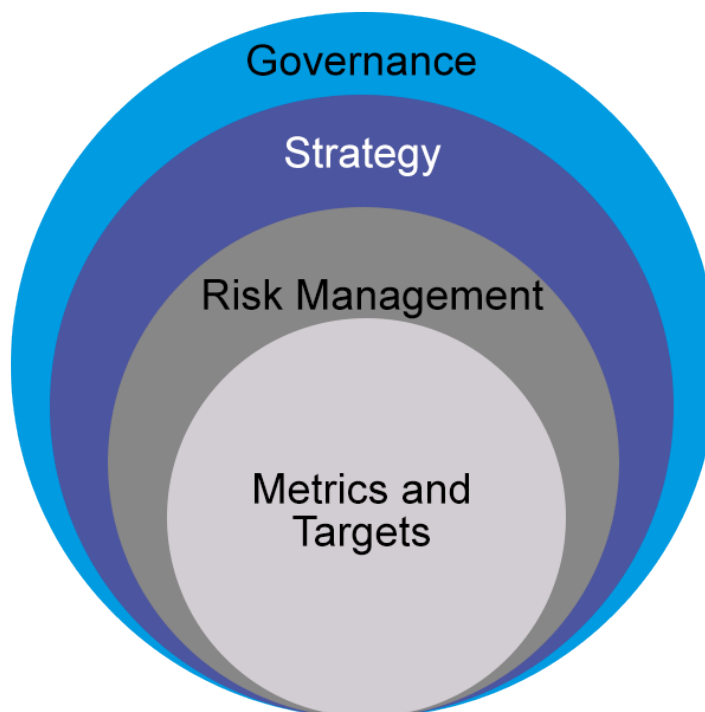 Governance
Strategy
Risk Management
Metrics and
Targets